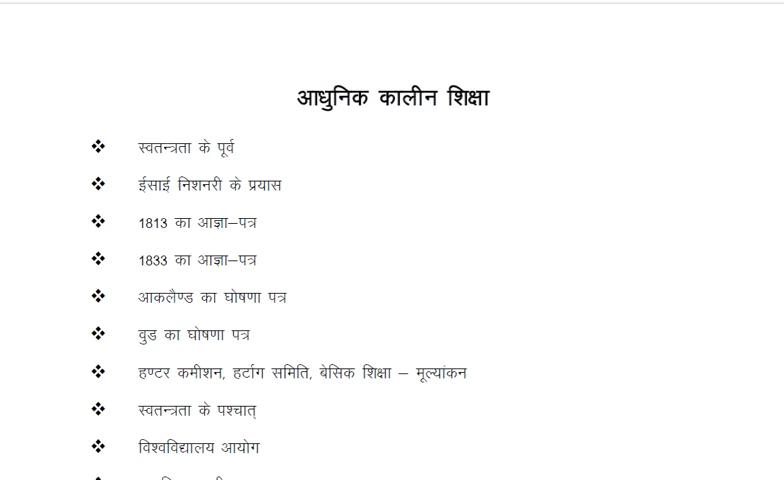 आधुनिक कालीन शिक्षा
❖ स्वतन्त्रता के पूर्व
❖ ईसाई निशनरी के प्रयास
❖ 1813 का आज्ञा–पत्र
❖ 1833 का आज्ञा–पत्र
❖ आकलैण्ड का घोषणा पत्र
❖ वुड का घोषणा पत्र
❖ हण्टर कमीशन, हर्टाग समिति, बेसिक शिक्षा – मूल्यांकन
❖ स्वतन्त्रता के पश्चात्
❖ विश्वविद्यालय आयोग